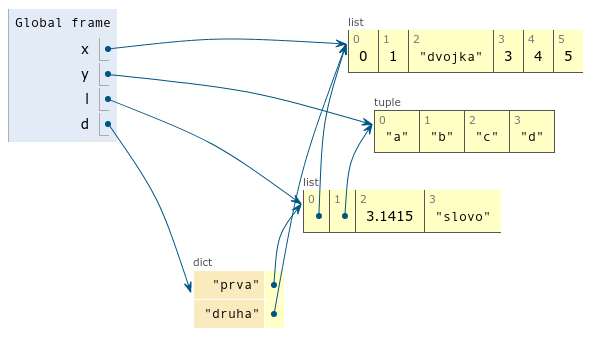 Global frame
x
y
l
d
list
0 1 2 3 4 5
0 1 "dvojka" 3 4 5
tuple
0 1 2 3
"a" "b" "c" "d"
list
0 1 2 3
3.1415 "slovo"
dict
"prva"
"druha"